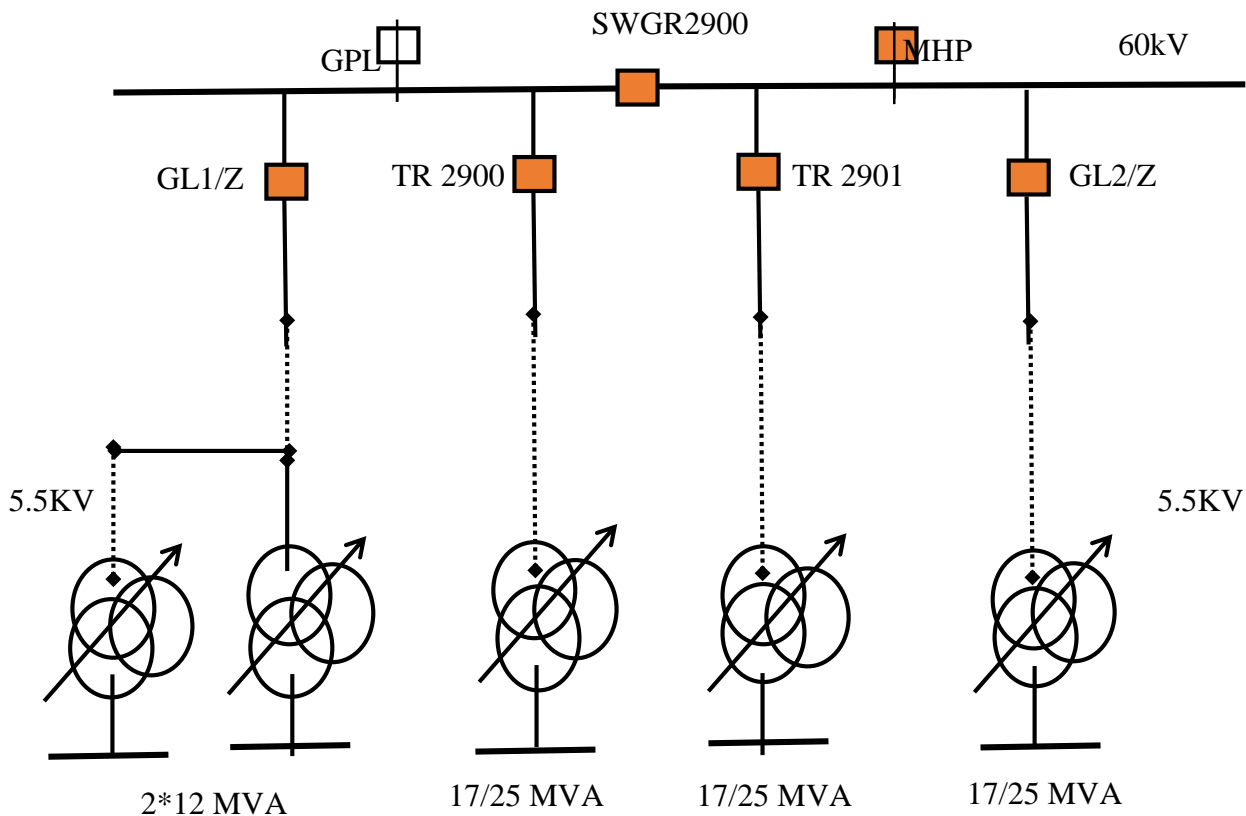 SWGR2900
GPL
MHP
60kV
GL1/Z
TR 2900
TR 2901
GL2/Z
5.5KV
5.5KV
2*12 MVA
17/25 MVA
17/25 MVA
17/25 MVA